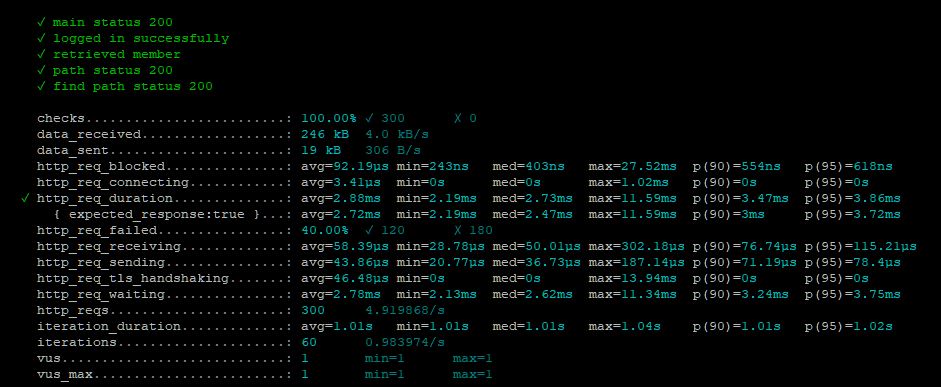 ✓ main status 200
✓ logged in successfully
✓ retrieved member
✓ path status 200
✓ find path status 200
checks.........................: 100.00% ✓ 300 ✗ 0
data_received..................: 246 kB 4.0 kB/s
data_sent......................: 19 kB 306 B/s
http_req_blocked...............: avg=92.19µs min=243ns med=403ns max=27.52ms p(90)=554ns p(95)=618ns
http_req_connecting............: avg=3.41µs min=0s med=0s max=1.02ms p(90)=0s p(95)=0s
✓ http_req_duration..............: avg=2.88ms min=2.19ms med=2.73ms max=11.59ms p(90)=3.47ms p(95)=3.86ms
{ expected_response:true }...: avg=2.72ms min=2.19ms med=2.47ms max=11.59ms p(90)=3ms p(95)=3.72ms
http_req_failed................: 40.00% ✓ 120 ✗ 180
http_req_receiving.............: avg=58.39µs min=28.78µs med=50.01µs max=302.18µs p(90)=76.74µs p(95)=115.21µs
http_req_sending...............: avg=43.86µs min=20.77µs med=36.73µs max=187.14µs p(90)=71.19µs p(95)=78.4µs
http_req_tls_handshaking.......: avg=46.48µs min=0s med=0s max=13.94ms p(90)=0s p(95)=0s
http_req_waiting...............: avg=2.78ms min=2.13ms med=2.62ms max=11.34ms p(90)=3.24ms p(95)=3.75ms
http_reqs......................: 300 4.919868/s
iteration_duration.............: avg=1.01s min=1.01s med=1.01s max=1.04s p(90)=1.01s p(95)=1.02s
iterations.....................: 60 0.983974/s
vus............................: 1 min=1 max=1
vus_max........................: 1 min=1 max=1